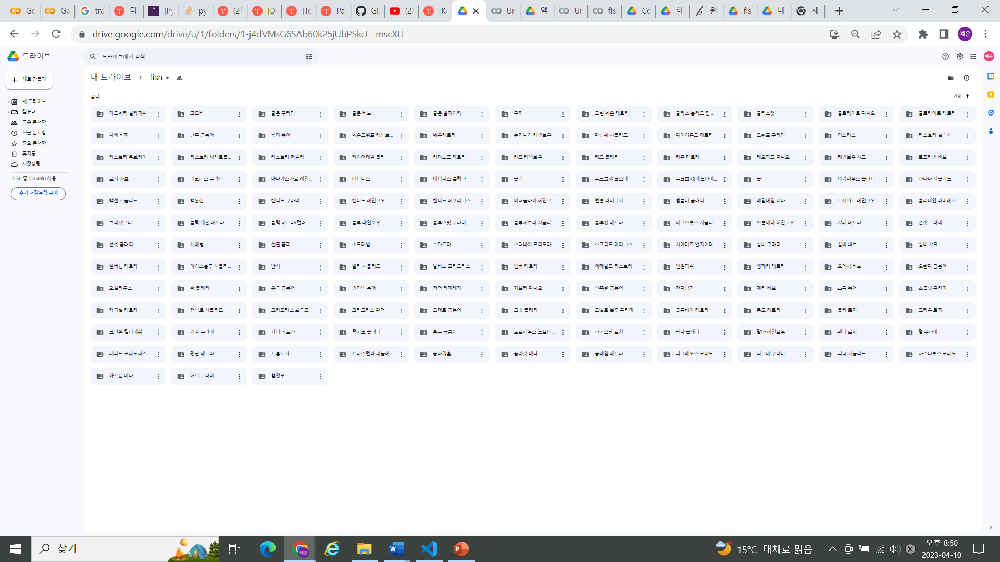 Gc Gc tra 다 [Py py (2: [D [Te Pa Gi (2) [K Ur 액 Ur fis Cc 하 윈 fis 내 새
drive.google.com/drive/u/1/folders/1-j4dVMsG6SAb60k25jUbPSkcI__mscXU 예은
드라이브 드라이브에서 검색 예은
새로 만들기 내 드라이브 fish
내 드라이브
컴퓨터
공유 문서함
최근 문서함
중요 문서함
휴지통
저장용량
15GB 중 139.4MB 사용
추가 저장용량 구매
폴더 이름
가드네리 킬리피쉬 고도비 골든 구라미 골든 바브 골든 알지이터 구피 그린 네온 테트라 글라스 블러드 핀 ... 글라스캣 글로라이트 다니오 글로라이트 테트라
나비 비파 난주 금붕어 남미 복어 네온드워프 레인보... 네온테트라 뉴기니아 레인보우 다람쥐 시클리드 다이아몬드 테트라 드워프 구라미 디스커스 라스보라 갤럭시
라스보라 쿠보타이 라스보라 헤테로몰... 라스보라 헹겔리 라이어테일 몰리 러미노즈 테트라 레드 레인보우 레드 플래티 레몬 테트라 레오파드 다니오 레인보우 샤크 로즈라인 바브
로지 바브 리코리스 구라미 마다가스카르 레인... 메티니스 메티니스 블랙바 몰리 몽크호샤 코스테 몽크호샤(레드아이... 몰티 미키마우스 플래티 바나나 시클리드
백설 시클리드 백운산 밴디드 구라미 밴디드 레인보우 밴디드 레프리너스 버터플라이 레인보... 벌룬 라미네지 범블비 플래티 베일테일 베타 보세마니 레인보우 볼리비안 라미레지
브리샤르디 블랙 네온 테트라 블랙 테트라(컬러 ... 블루 레인보우 블루스팟 구라미 블루제브라 시클리... 블루킹 테트라 비너스투스 시클리... 쁘본데타 레인보우 샤페 테트라 선셋 구라미
선셋 플래티 세베럼 셀핀 몰리 소드테일 수마트라 스터바이 코리도라... 스포티드 메티니스 시아미즈 알지이터 실버 구라미 실버 바브 실버 샤크
실버팁 테트라 아이스블루 시클리... 안시 알리 시클리드 알비노 코리도라스 앰버 테트라 에메랄드 라스보라 엔젤피쉬 엠퍼러 테트라 오데사 바브 오란다 금붕어
오셀라투스 왁 플래티 유금 금붕어 인디언 복어 저먼 라미레지 제브라 다니오 진주린 금붕어 찬다랑가 체리 바브 초록 복어 초콜릿 구라미
카디널 테트라 컨빅트 시클리드 코리도라스 브론즈 코리도라스 팬더 코메트 금붕어 코멧 플래티 코발트 블루 구라미 콜롬비아 테트라 콩고 테트라 쿨리 로치 크라운 로치
크라운 킬리피쉬 키싱 구라미 키티 테트라 턱시도 플래티 툭눈 금붕어 트로페우스 드보이... 파키스탄 로치 판다 플래티 팔바 레인보우 팬더 로치 펄 구라미
페퍼드 코리도라스 펭귄 테트라 프론토사 프리스텔라 리들레... 플라워혼 플라캇 베타 플레임 테트라 피그메우스 코리도... 피그미 구라미 피콕 시클리드 하스타투스 코리도...
하프문 베타 허니 구라미 혈앵무
찾기 예은 15°C 대체로 맑음 오후 8:50
2023-04-10